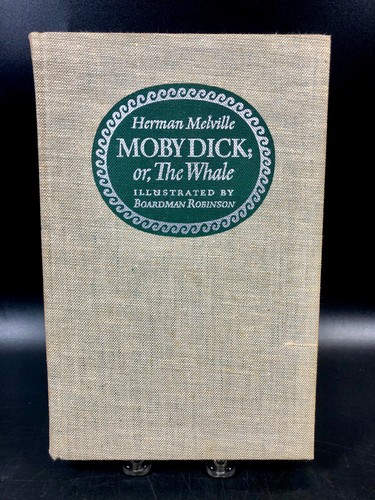 Herman Melville
MOBY DICK;
or, The Whale
ILLUSTRATED BY
BOARDMAN ROBINSON